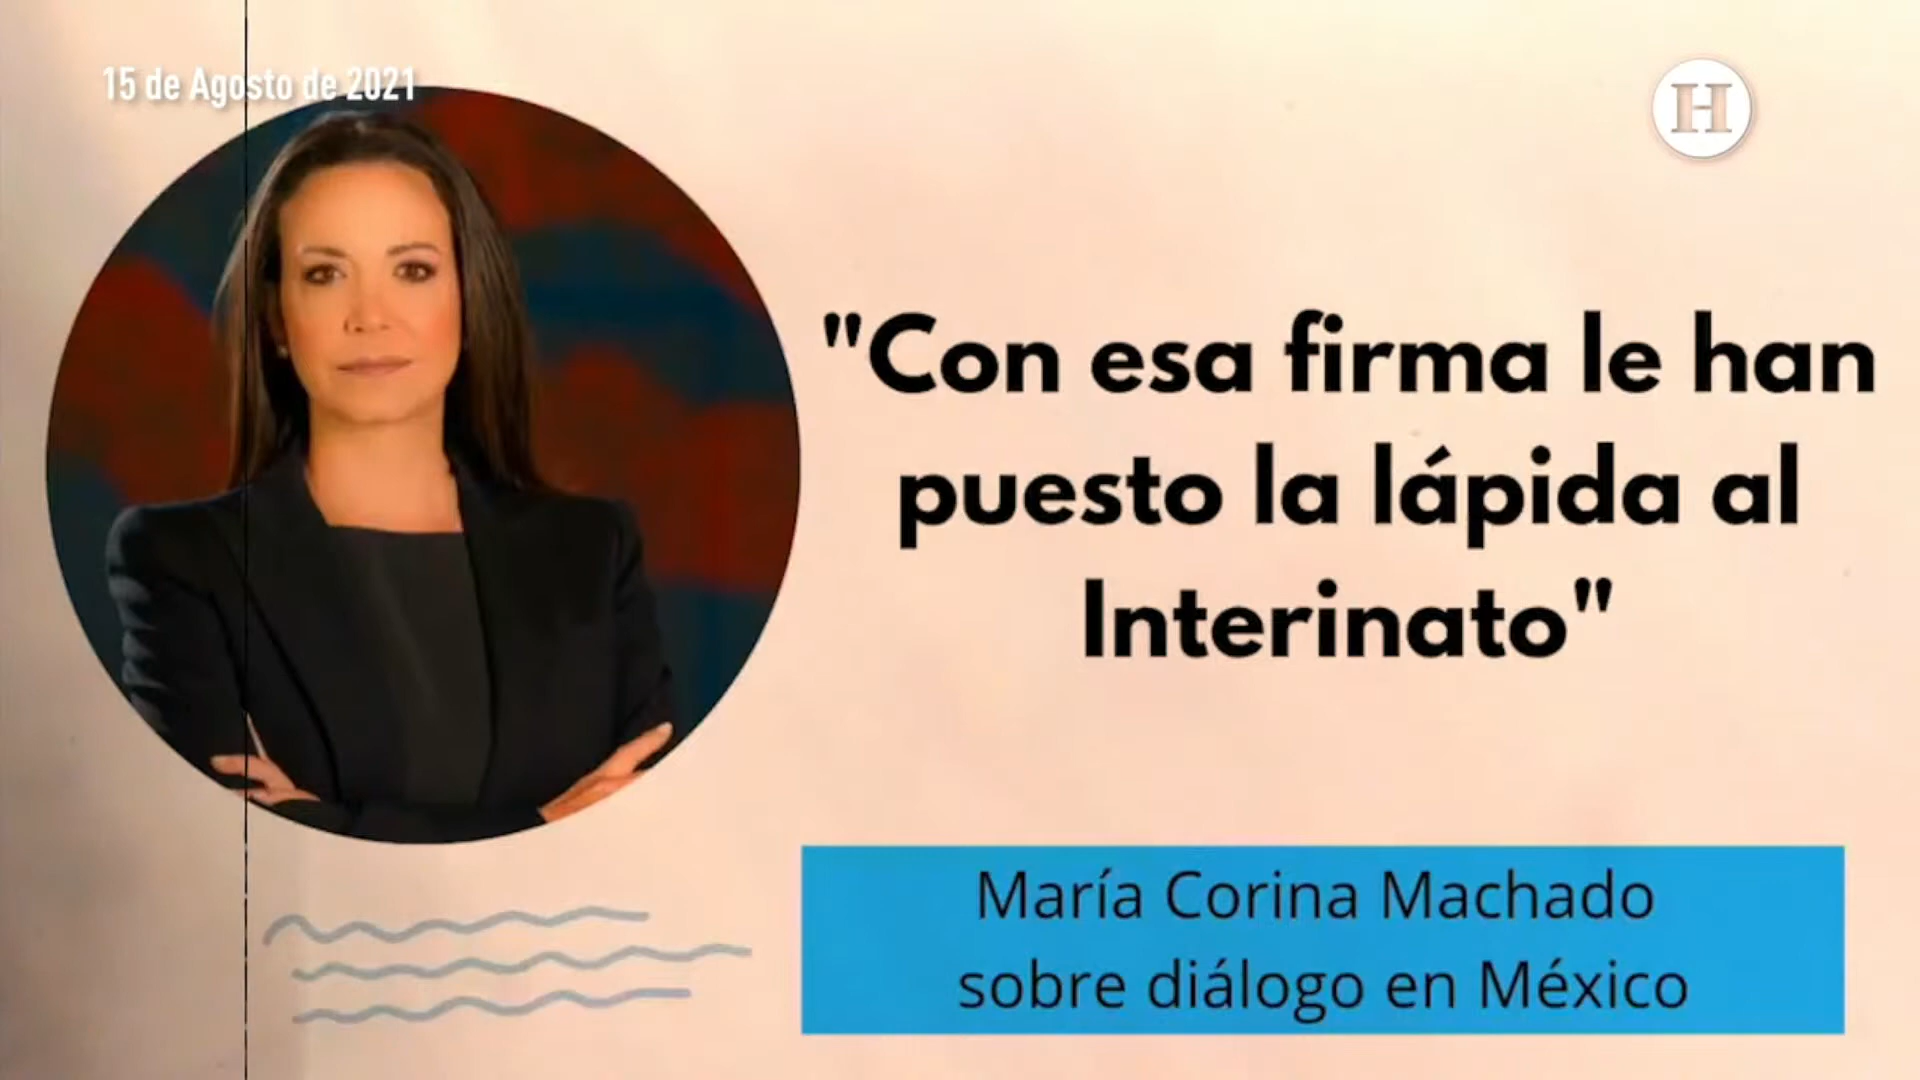 15 de Agosto de 2021
H
"Con esa firma le han
puesto la lápida al
Interinato"
María Corina Machado
sobre diálogo en México